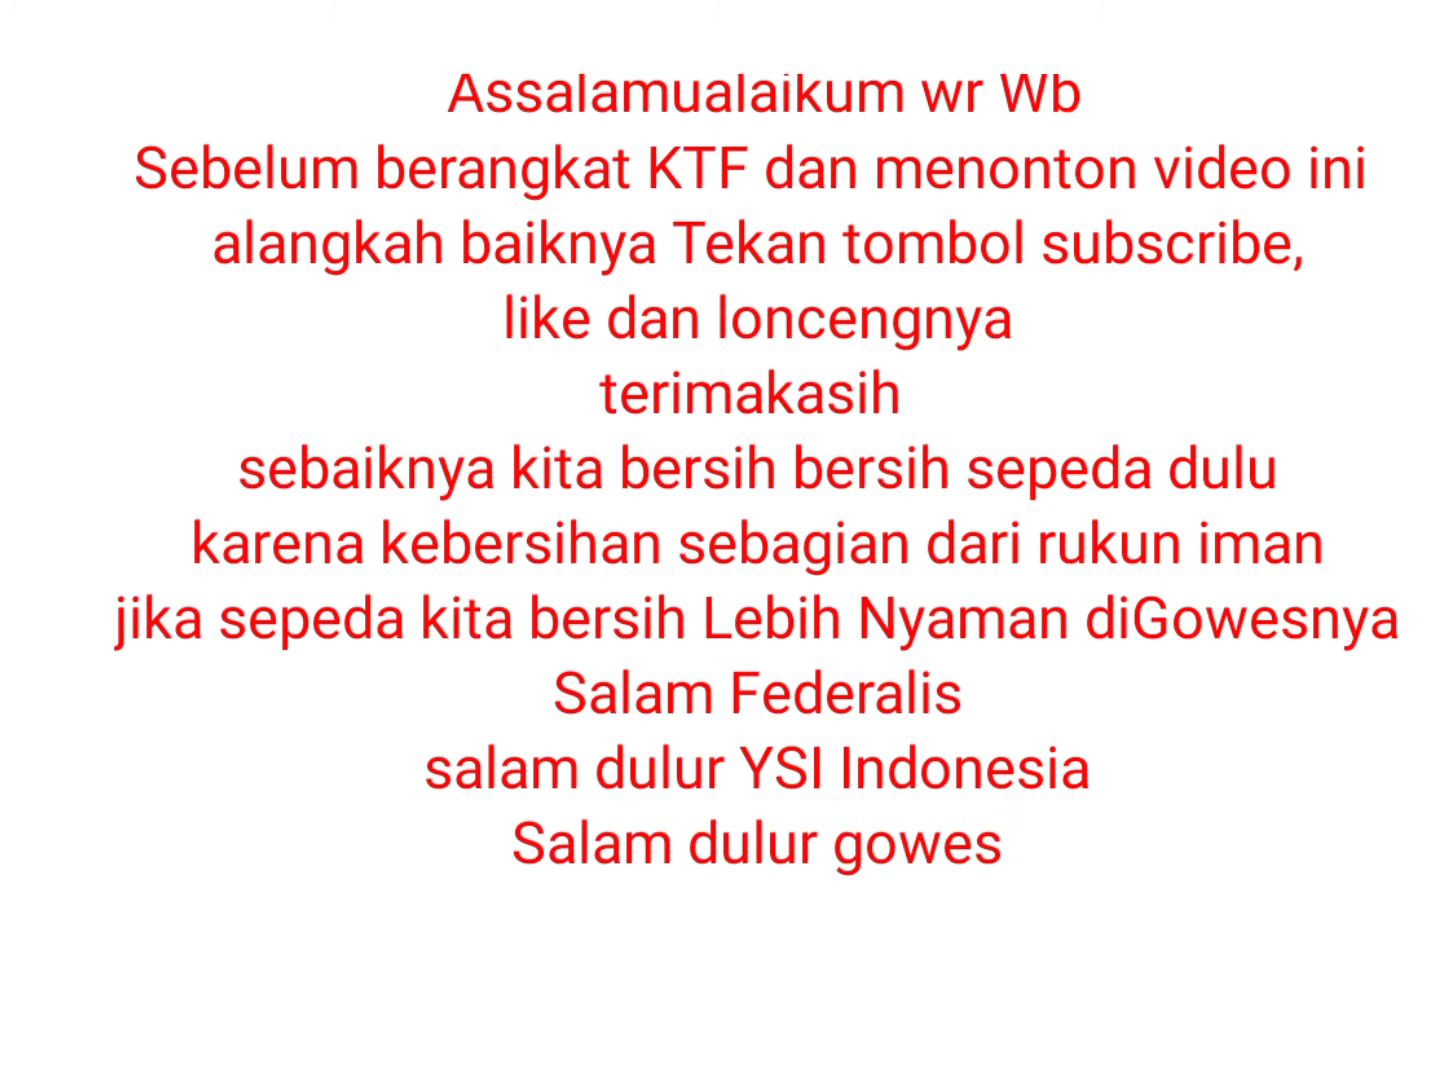 Assalamualaikum wr Wb
Sebelum berangkat KTF dan menonton video ini
alangkah baiknya Tekan tombol subscribe,
like dan loncengnya
terimakasih
sebaiknya kita bersih bersih sepeda dulu
karena kebersihan sebagian dari rukun iman
jika sepeda kita bersih Lebih Nyaman diGowesnya
Salam Federalis
salam dulur YSI Indonesia
Salam dulur gowes